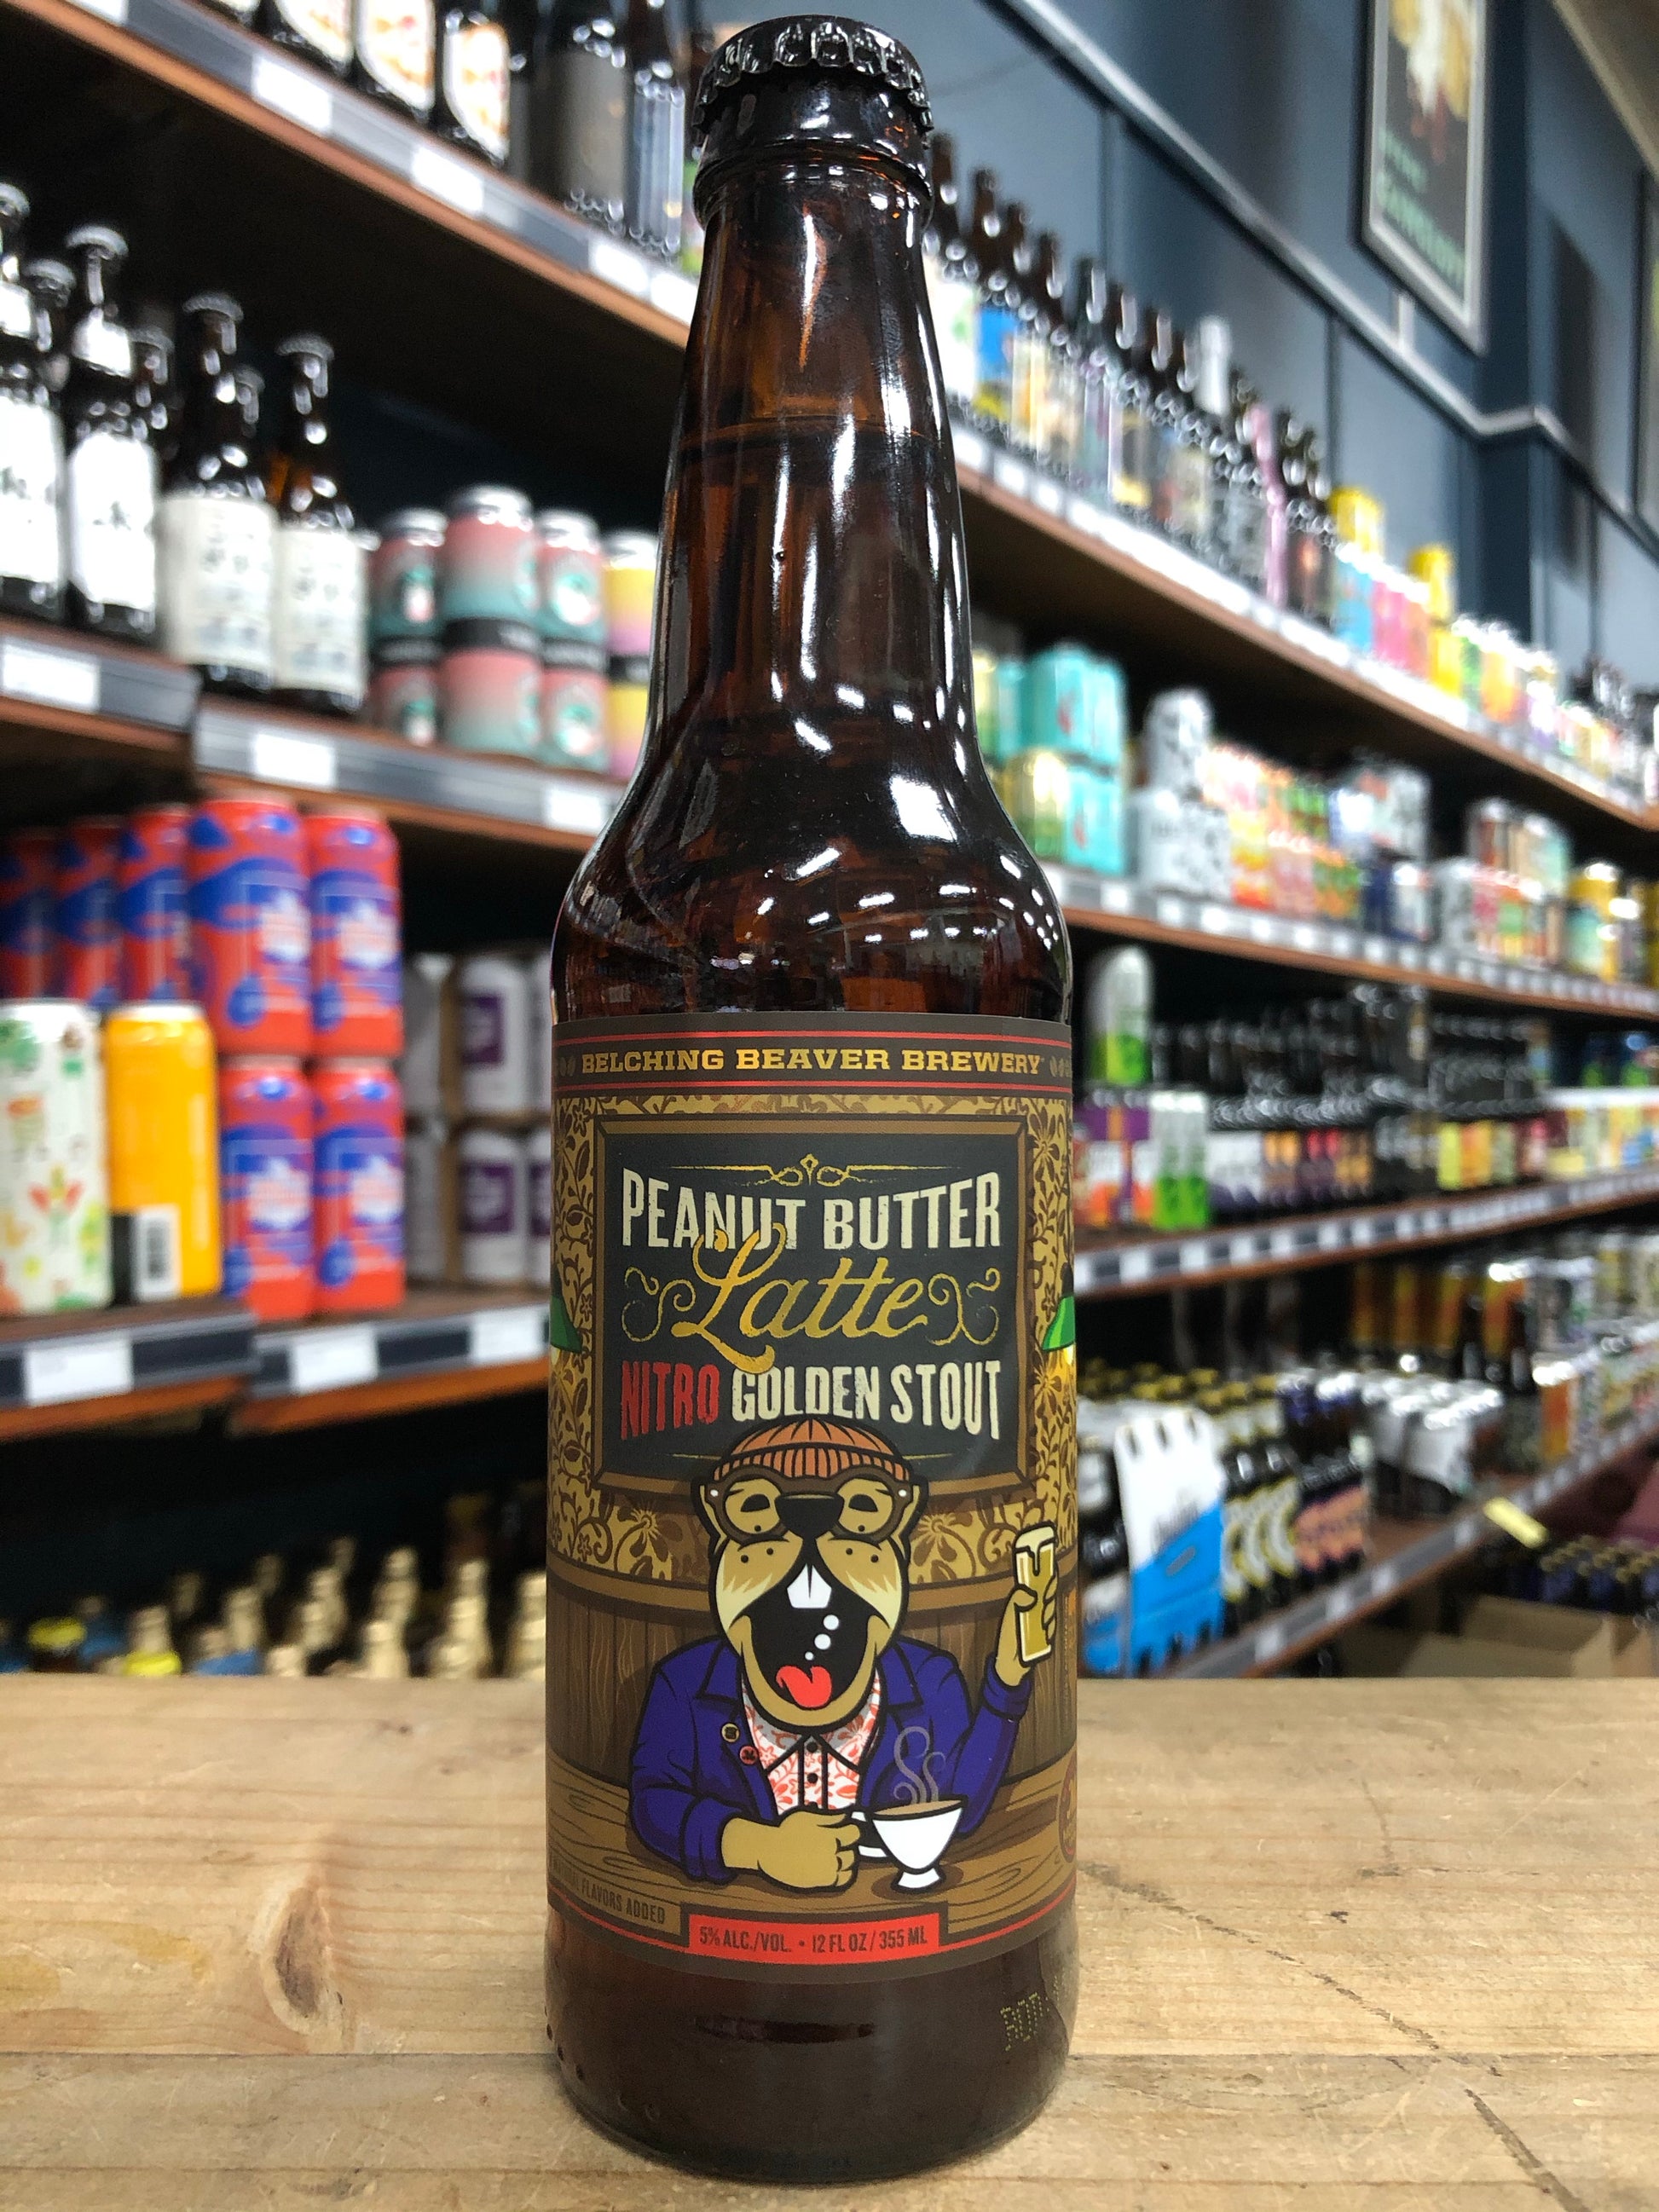 BELCHING BEAVER BREWERY
PEANUT BUTTER
Latte
NITRO GOLDEN STOUT
FLAVORS ADDED
5% ALC./VOL. • 12 FL OZ / 355 ML